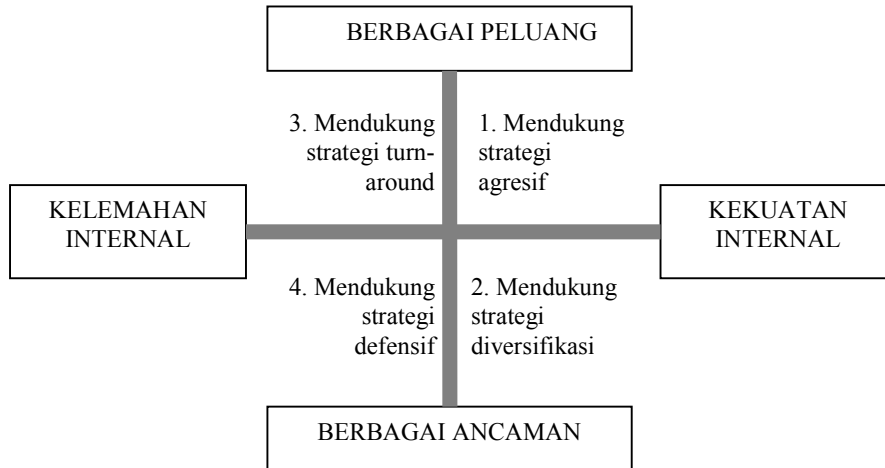 BERBAGAI PELUANG
3. Mendukung
strategi turn-
around
1. Mendukung
strategi
agresif
KELEMAHAN
INTERNAL
KEKUATAN
INTERNAL
4. Mendukung
strategi
defensif
2. Mendukung
strategi
diversifikasi
BERBAGAI ANCAMAN